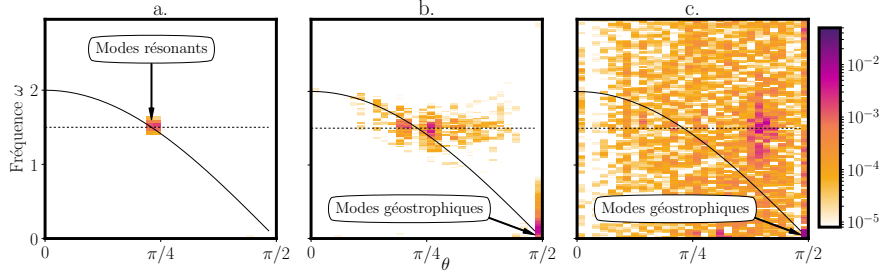 a.
b.
c.
Modes résonants
Modes géostrophiques
Modes géostrophiques
Fréquence ω
2
1
0
0
π/4
π/2
0
π/4
π/2
0
π/4
π/2
θ
10⁻²
10⁻³
10⁻⁴
10⁻⁵